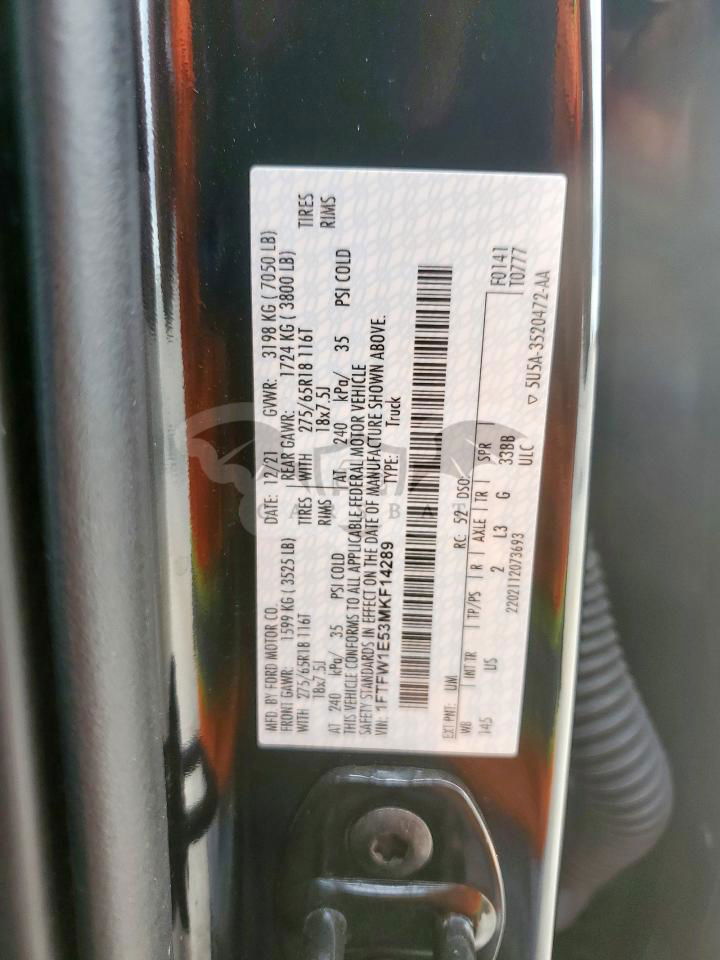 MFD. BY FORD MOTOR CO. DATE: 12/21 GVWR: 3198 KG ( 7050 LB)
FRONT GAWR: 1599 KG ( 3525 LB) REAR GAWR: 1724 KG ( 3800 LB)
WITH 275/65R18 116T TIRES WITH 275/65R18 116T TIRES
18x7.5J RIMS 18x7.5J RIMS
AT 240 kPa/ 35 PSI COLD AT 240 kPa/ 35 PSI COLD
THIS VEHICLE CONFORMS TO ALL APPLICABLE FEDERAL MOTOR VEHICLE
SAFETY STANDARDS IN EFFECT ON THE DATE OF MANUFACTURE SHOWN ABOVE.
VIN: 1FTFW1E53MKF14289 TYPE: Truck
EXT PNT: UM RC: 52 DSO: F0141
WB INT TR TP/PS R AXLE TR SPR T0777
145 US 2 L3 G 33BB
2202112073693 ULC ▽ 5U5A-3520472-AA